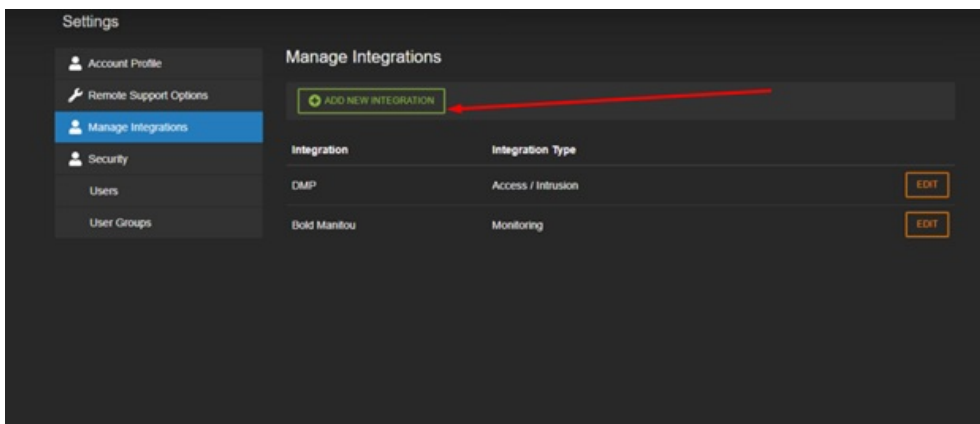 Settings
Account Profile
Remote Support Options
Manage Integrations
Security
Users
User Groups
Manage Integrations
ADD NEW INTEGRATION
Integration Integration Type
DMP Access / Intrusion EDIT
Bold Manitou Monitoring EDIT